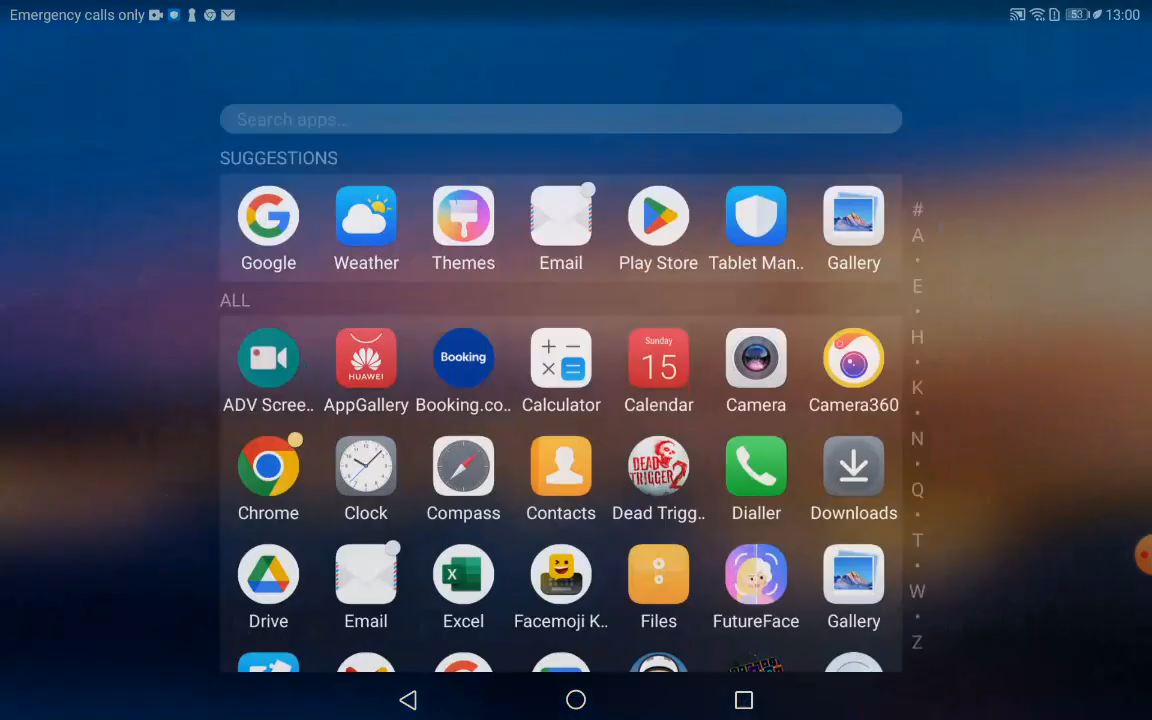 Emergency calls only 53 13:00
Search apps...
SUGGESTIONS
Google Weather Themes Email Play Store Tablet Man.. Gallery
#
A
E
H
K
N
Q
T
W
Z
ALL
HUAWEI Booking Sunday 15
ADV Scree.. AppGallery Booking.co.. Calculator Calendar Camera Camera360
DEAD TRIGGER 2
Chrome Clock Compass Contacts Dead Trigg.. Dialler Downloads
X
Drive Email Excel Facemoji K.. Files FutureFace Gallery